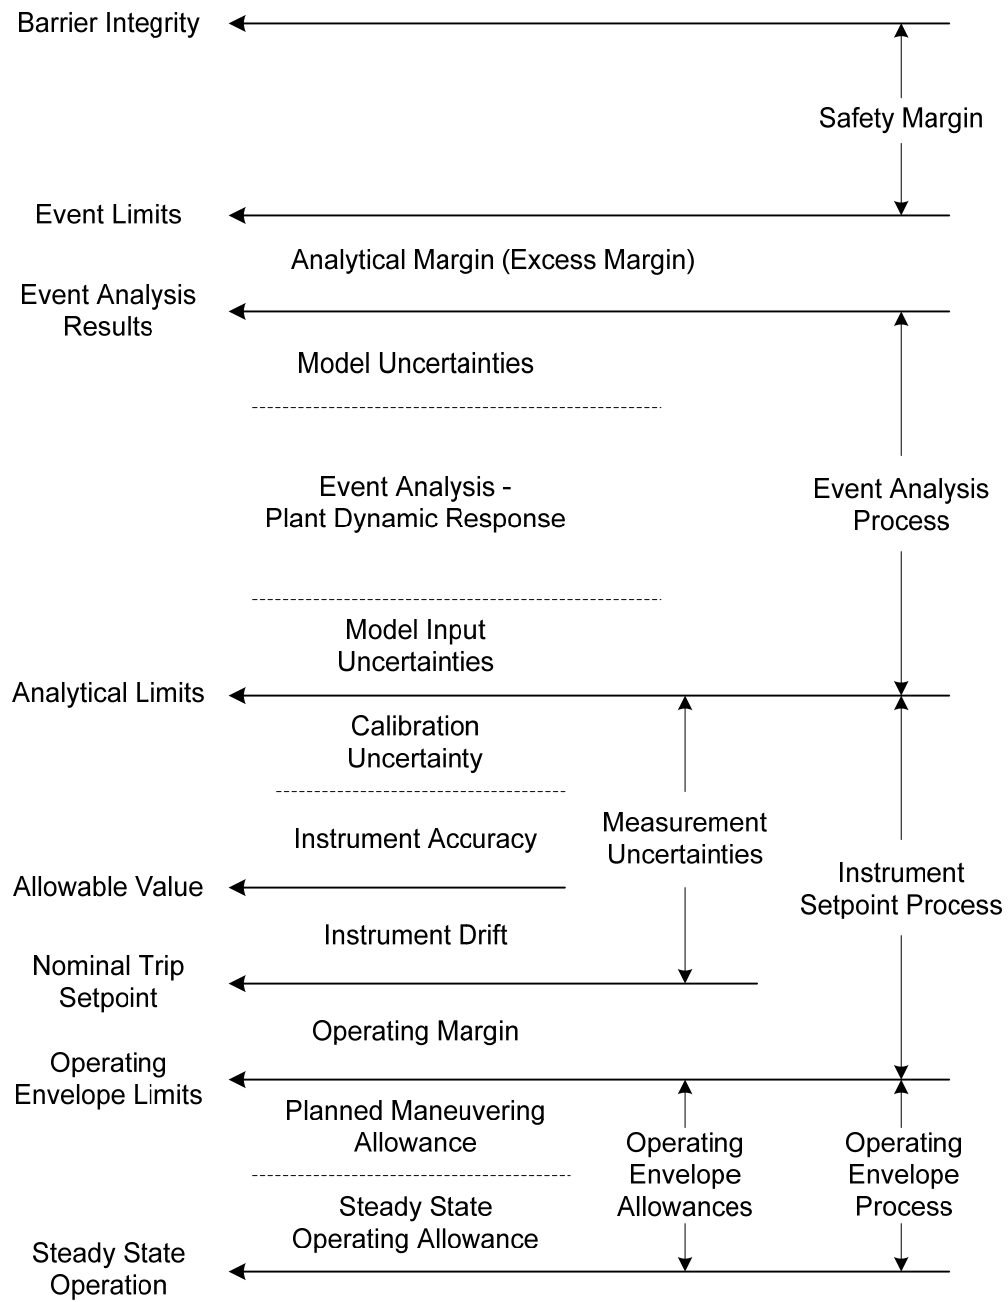 Barrier Integrity
Safety Margin
Event Limits
Analytical Margin (Excess Margin)
Event Analysis
Results
Model Uncertainties
Event Analysis -
Plant Dynamic Response
Event Analysis
Process
Model Input
Uncertainties
Analytical Limits
Calibration
Uncertainty
Instrument Accuracy
Measurement
Uncertainties
Allowable Value
Instrument
Setpoint Process
Instrument Drift
Nominal Trip
Setpoint
Operating Margin
Operating
Envelope Limits
Planned Maneuvering
Allowance
Operating
Envelope
Allowances
Operating
Envelope
Process
Steady State
Operating Allowance
Steady State
Operation